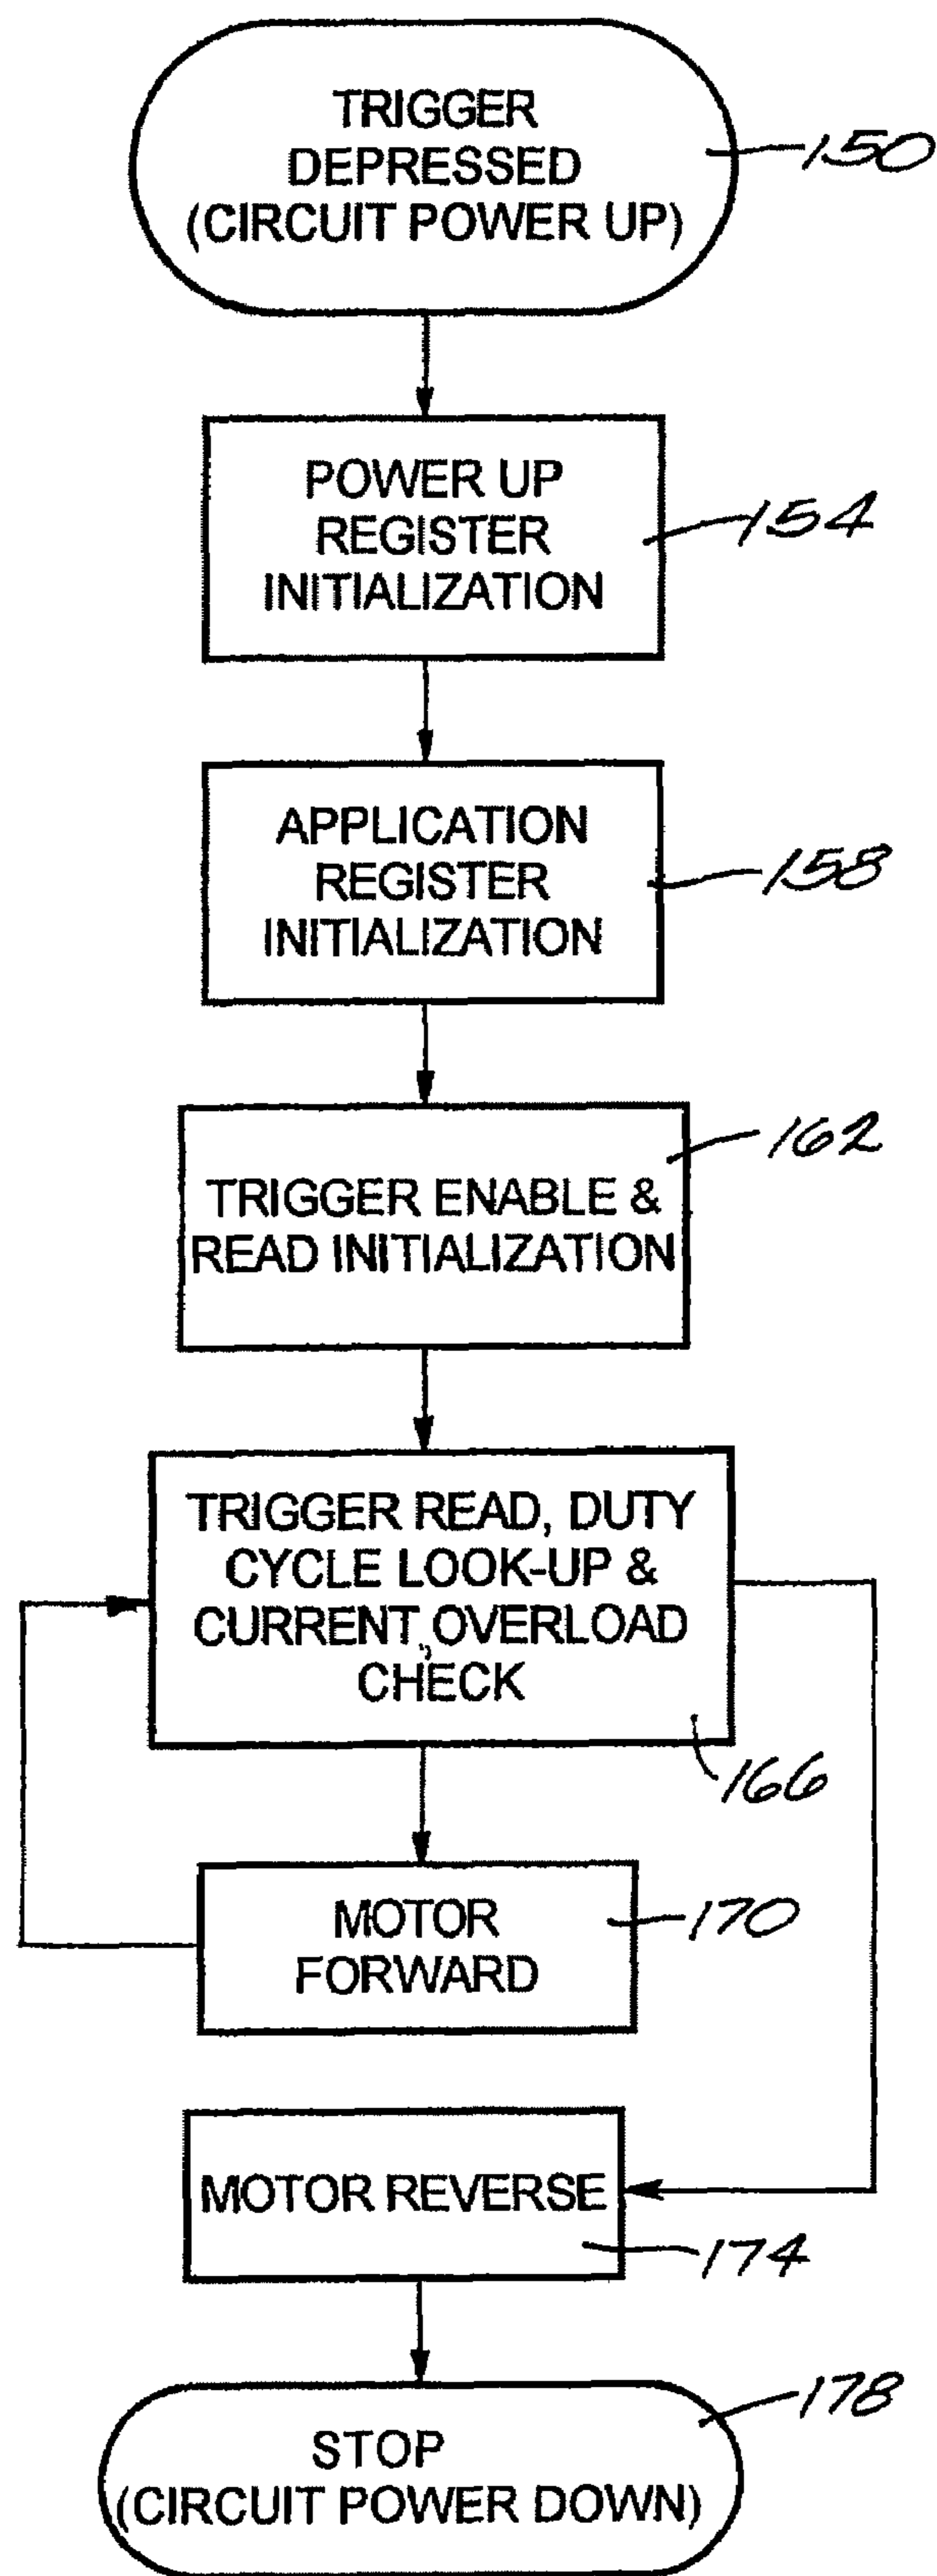 TRIGGER
DEPRESSED
(CIRCUIT POWER UP)
150
POWER UP
REGISTER
INITIALIZATION
154
APPLICATION
REGISTER
INITIALIZATION
158
162
TRIGGER ENABLE &
READ INITIALIZATION
TRIGGER READ, DUTY
CYCLE LOOK-UP &
CURRENT OVERLOAD
CHECK
166
MOTOR
FORWARD
170
MOTOR REVERSE
174
178
STOP
(CIRCUIT POWER DOWN)